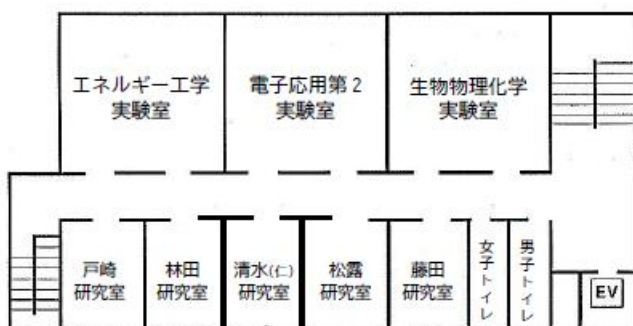 エネルギー工学
実験室
電子応用第2
実験室
生物物理化学
実験室
戸崎
研究室
林田
研究室
清水(仁)
研究室
松露
研究室
藤田
研究室
女子トイレ
男子トイレ
EV